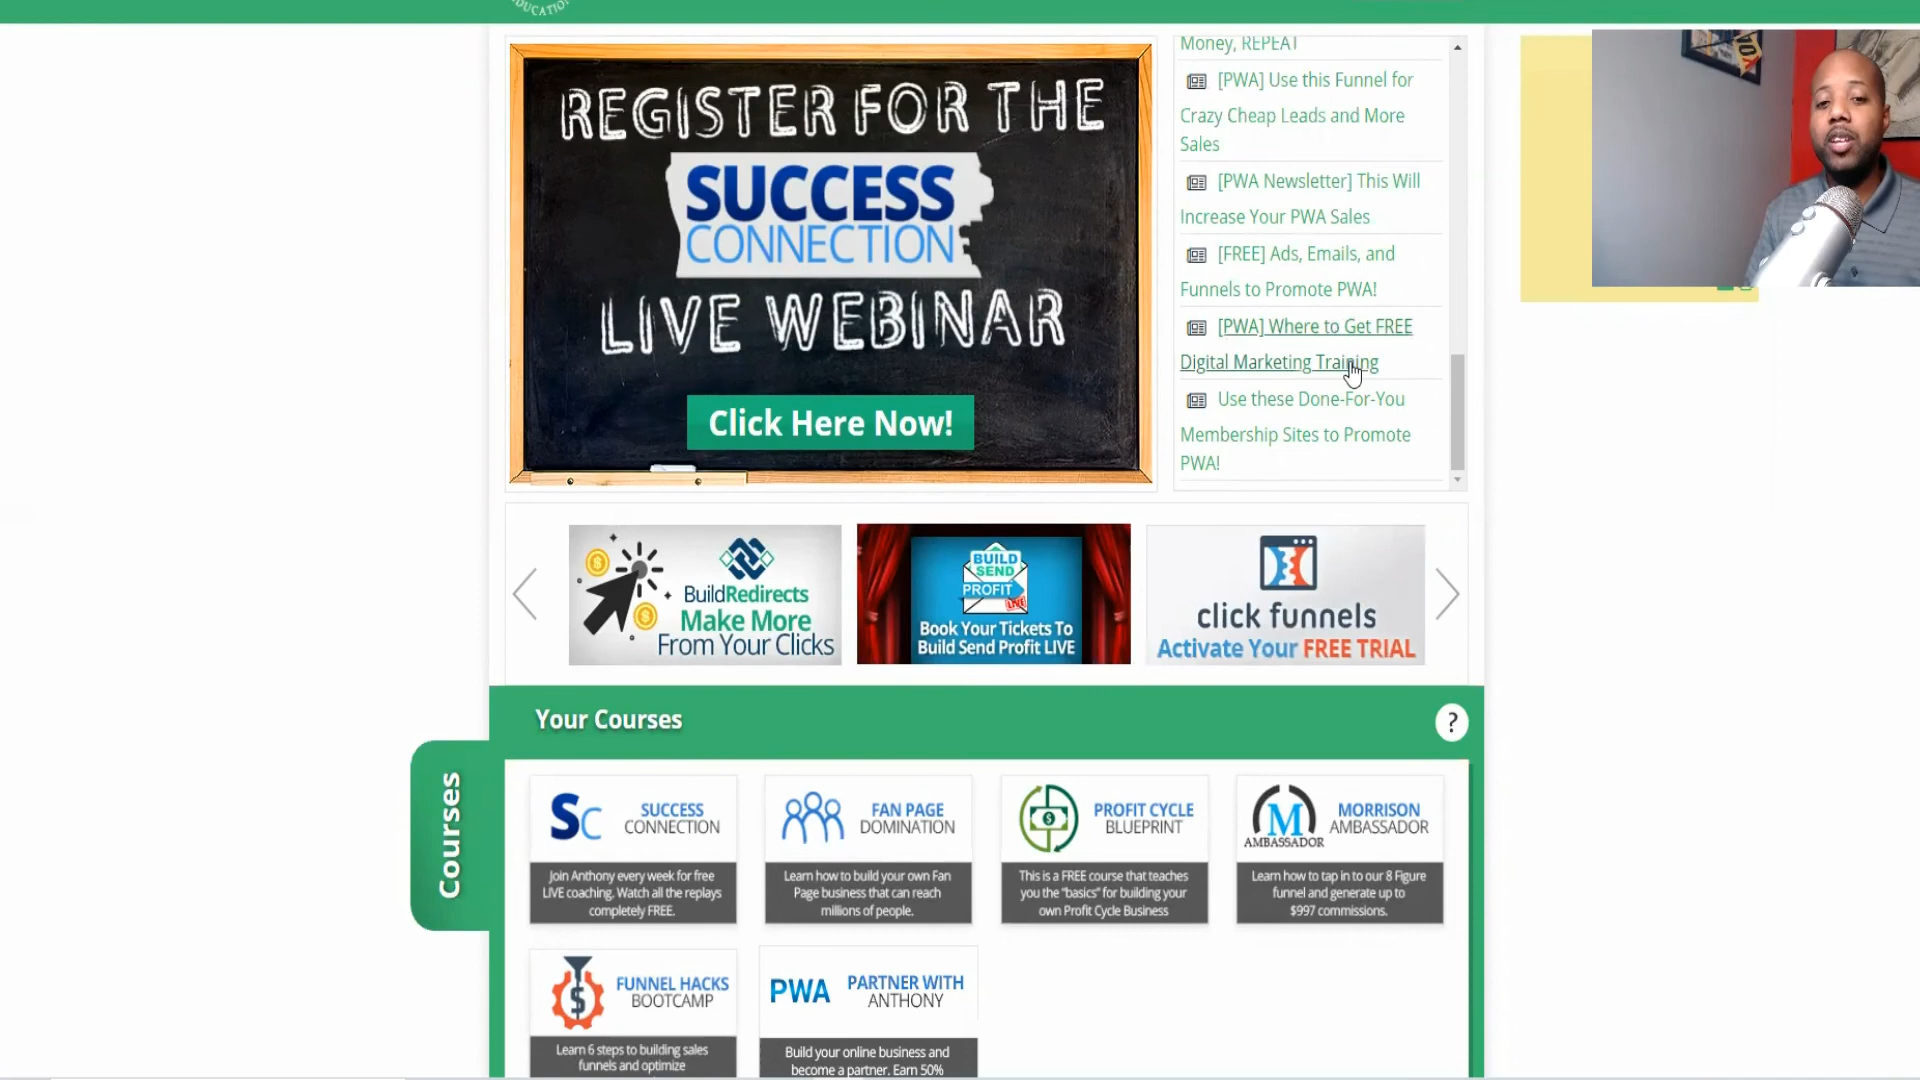 EDUCATION
REGISTER FOR THE
SUCCESS
CONNECTION
LIVE WEBINAR
Click Here Now!
Money, REPEAT
[PWA] Use this Funnel for
Crazy Cheap Leads and More
Sales
[PWA Newsletter] This Will
Increase Your PWA Sales
[FREE] Ads, Emails, and
Funnels to Promote PWA!
[PWA] Where to Get FREE
Digital Marketing Training
Use these Done-For-You
Membership Sites to Promote
PWA!
BuildRedirects
Make More
From Your Clicks
BUILD
SEND
PROFIT
LIVE
Book Your Tickets To
Build Send Profit LIVE
click funnels
Activate Your FREE TRIAL
Your Courses
?
Courses
SC
SUCCESS
CONNECTION
Join Anthony every week for free
LIVE coaching. Watch all the replays
completely FREE.
FAN PAGE
DOMINATION
Learn how to build your own Fan
Page business that can reach
millions of people.
$
PROFIT CYCLE
BLUEPRINT
This is a FREE course that teaches
you the "basics" for building your
own Profit Cycle Business
M
AMBASSADOR
MORRISON
AMBASSADOR
Learn how to tap in to our 8 Figure
funnel and generate up to
$997 commissions.
$
FUNNEL HACKS
BOOTCAMP
Learn 6 steps to building sales
funnels and optimize
PWA
PARTNER WITH
ANTHONY
Build your online business and
become a partner. Earn 50%